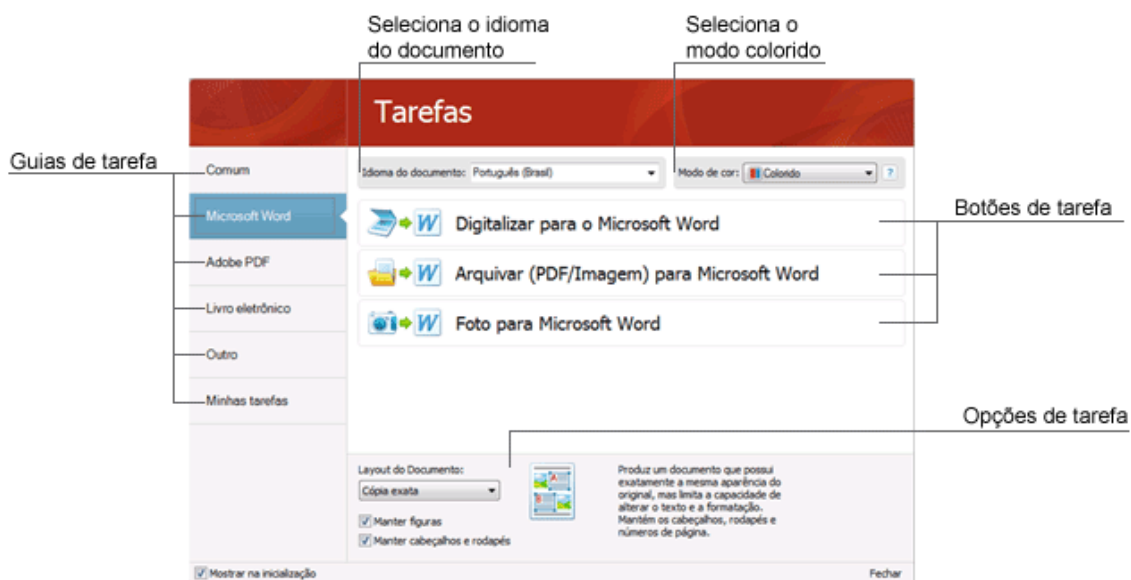 Seleciona o idioma
do documento
Seleciona o
modo colorido
Tarefas
Guias de tarefa
Comum
Idioma do documento: Português (Brasil)
Modo de cor: Colorido ?
Microsoft Word
Digitalizar para o Microsoft Word
Botões de tarefa
Adobe PDF
Arquivar (PDF/Imagem) para Microsoft Word
Livro eletrônico
Foto para Microsoft Word
Outro
Minhas tarefas
Opções de tarefa
Layout do Documento:
Cópia exata
Manter figuras
Manter cabeçalhos e rodapés
Produz um documento que possui
exatamente a mesma aparência do
original, mas limita a capacidade de
alterar o texto e a formatação.
Mantém os cabeçalhos, rodapés e
números de página.
Mostrar na inicialização
Fechar